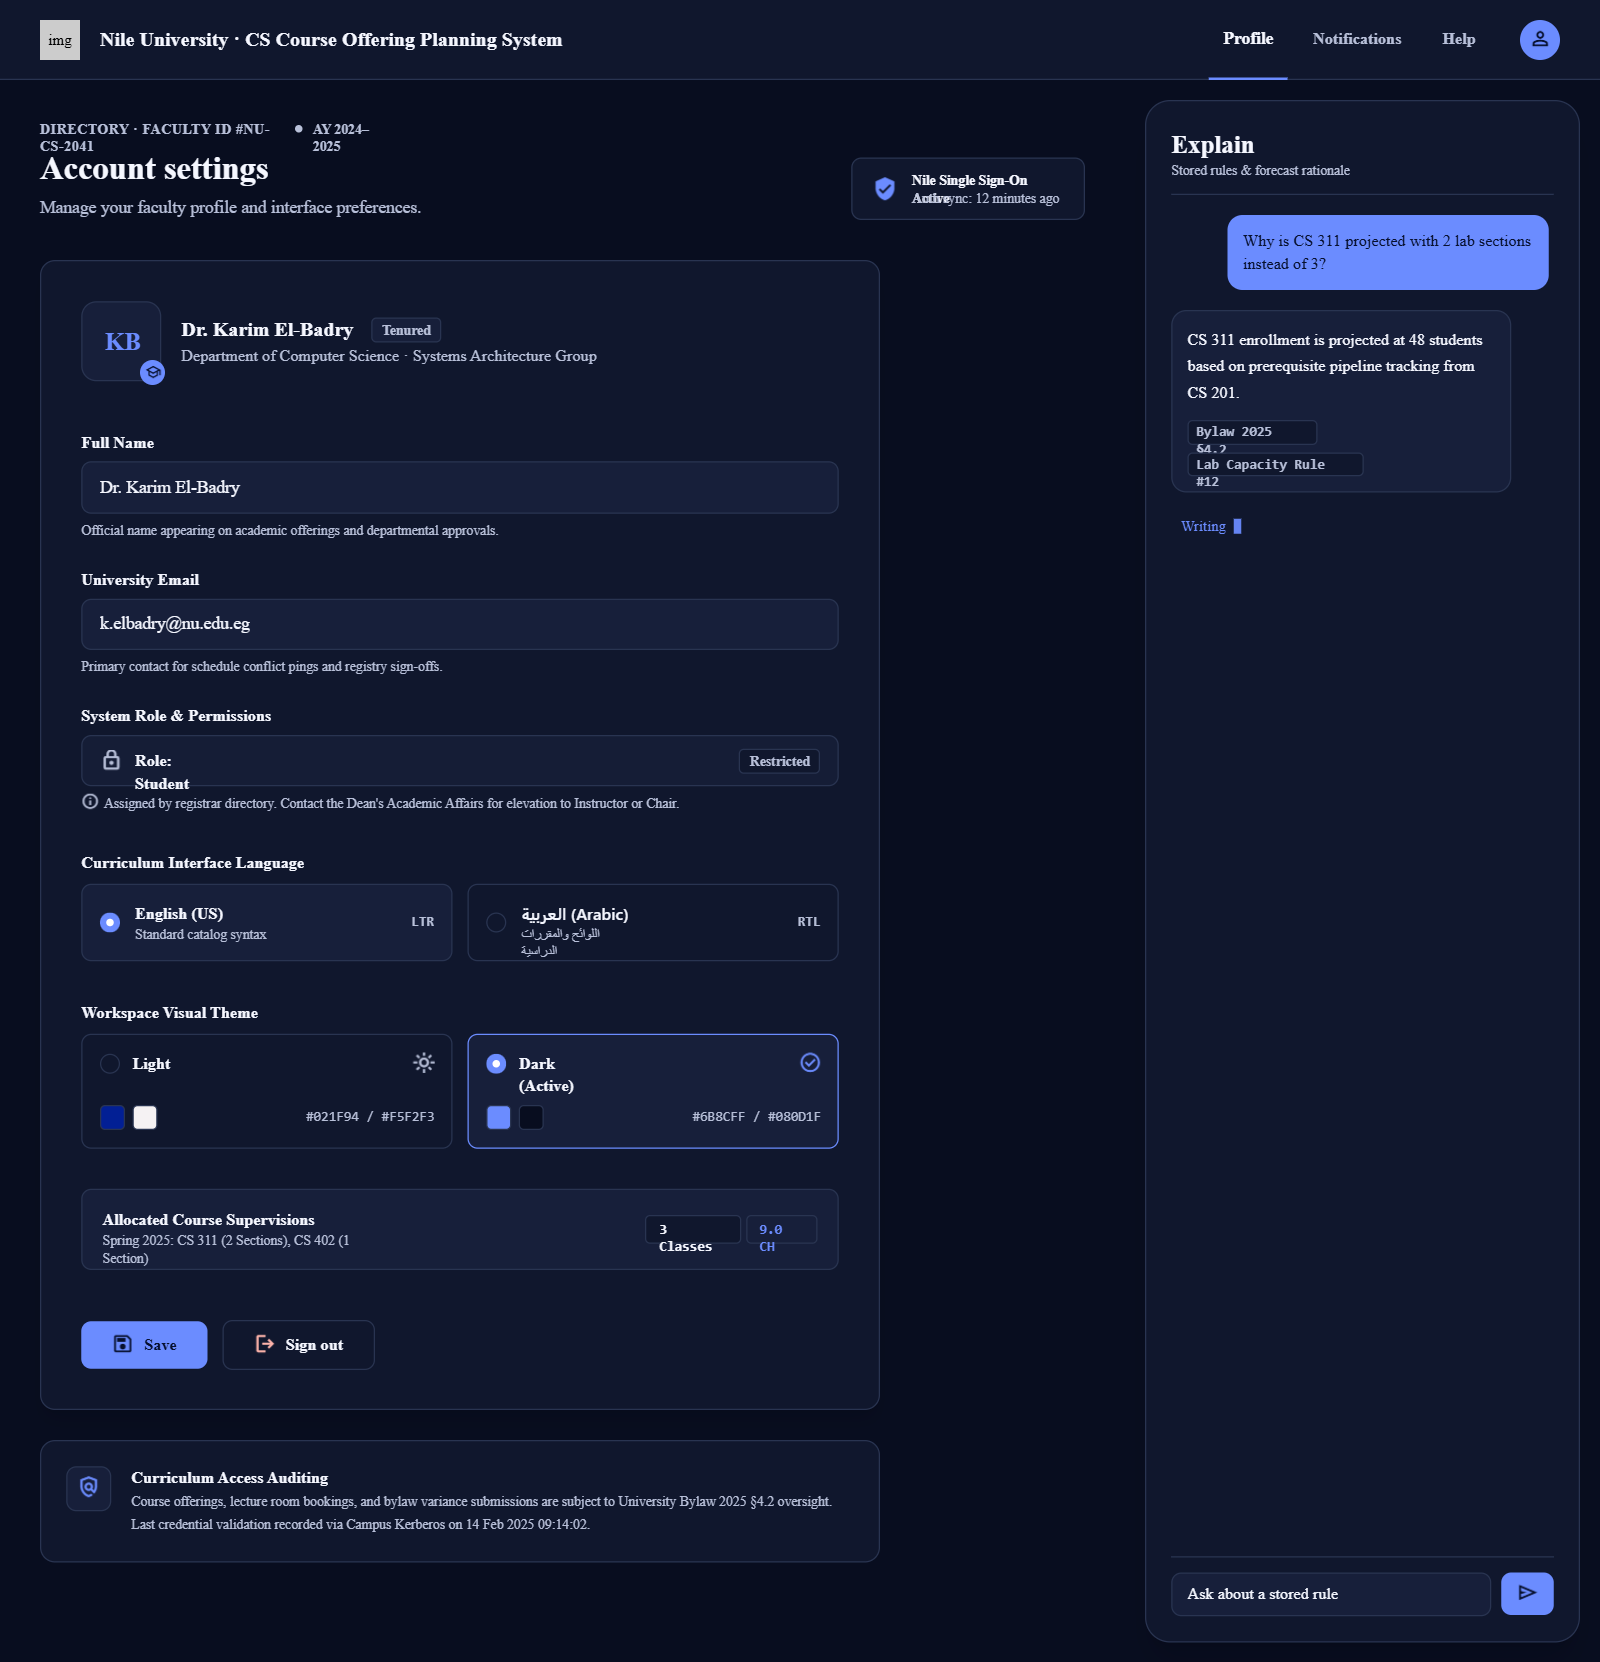 img
Nile University · CS Course Offering Planning System
Profile
Notifications
Help
DIRECTORY · FACULTY ID #NU-
CS-2041
AY 2024–
2025
Account settings
Manage your faculty profile and interface preferences.
Nile Single Sign-On
Active
ync: 12 minutes ago
KB
Dr. Karim El-Badry
Tenured
Department of Computer Science · Systems Architecture Group
Full Name
Dr. Karim El-Badry
Official name appearing on academic offerings and departmental approvals.
University Email
k.elbadry@nu.edu.eg
Primary contact for schedule conflict pings and registry sign-offs.
System Role & Permissions
Role:
Student
Restricted
Assigned by registrar directory. Contact the Dean's Academic Affairs for elevation to Instructor or Chair.
Curriculum Interface Language
English (US)
Standard catalog syntax
LTR
العربية (Arabic)
اللوائح والمقررات
الدراسية
RTL
Workspace Visual Theme
Light
#021F94 / #F5F2F3
Dark
(Active)
#6B8CFF / #080D1F
Allocated Course Supervisions
Spring 2025: CS 311 (2 Sections), CS 402 (1
Section)
3
Classes
9.0
CH
Save
Sign out
Curriculum Access Auditing
Course offerings, lecture room bookings, and bylaw variance submissions are subject to University Bylaw 2025 §4.2 oversight.
Last credential validation recorded via Campus Kerberos on 14 Feb 2025 09:14:02.
Explain
Stored rules & forecast rationale
Why is CS 311 projected with 2 lab sections
instead of 3?
CS 311 enrollment is projected at 48 students
based on prerequisite pipeline tracking from
CS 201.
Bylaw 2025
§4.2
Lab Capacity Rule
#12
Writing
Ask about a stored rule